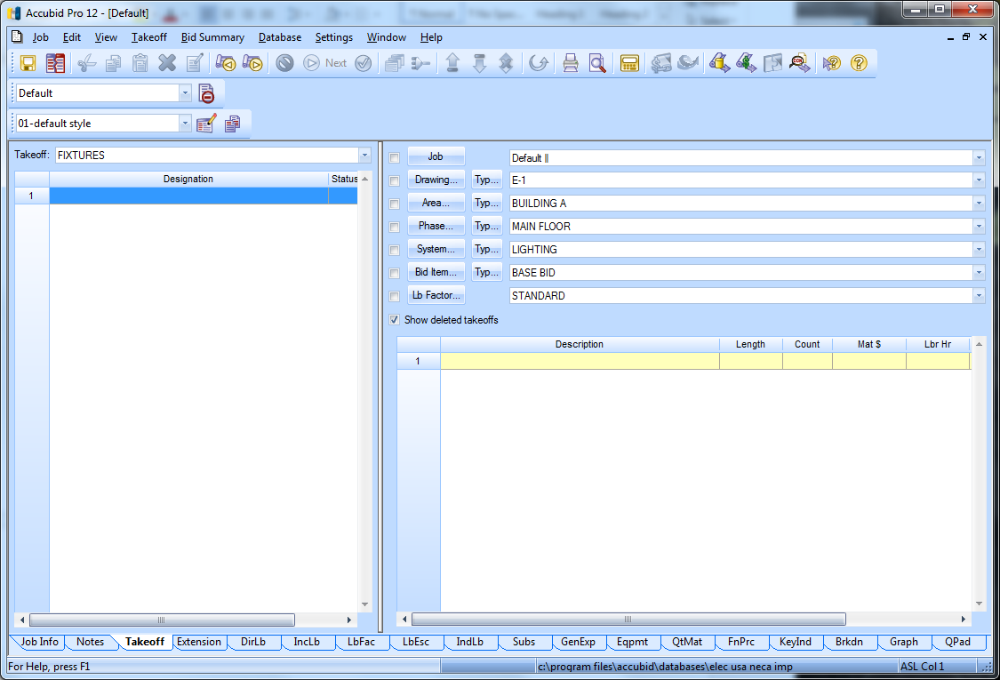 Accubid Pro 12 - [Default]
Job Edit View Takeoff Bid Summary Database Settings Window Help
Next
Default
01-default style
Takeoff: FIXTURES
Designation Status
1
Job Default
Drawing... Typ... E-1
Area... Typ... BUILDING A
Phase... Typ... MAIN FLOOR
System... Typ... LIGHTING
Bid Item... Typ... BASE BID
Lb Factor... STANDARD
Show deleted takeoffs
Description Length Count Mat $ Lbr Hr
1
Job Info Notes Takeoff Extension DirLb IncLb LbFac LbEsc IndLb Subs GenExp Eqpmt QtMat FnPrc KeyInd Brkdn Graph QPad
For Help, press F1 c:\program files\accubid\databases\elec usa neca imp ASL Col 1